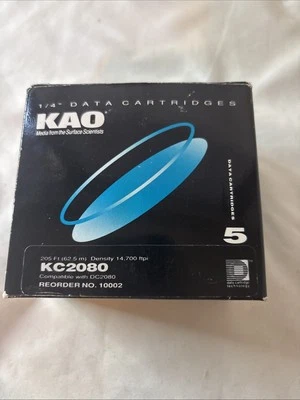 1/4" DATA CARTRIDGES
KAO
Media from the Surface Scientists
DATA CARTRIDGES
5
205 Ft (62.5 m) Density 14,700 ftpi
KC2080
Compatible with DC2080
REORDER NO. 10002